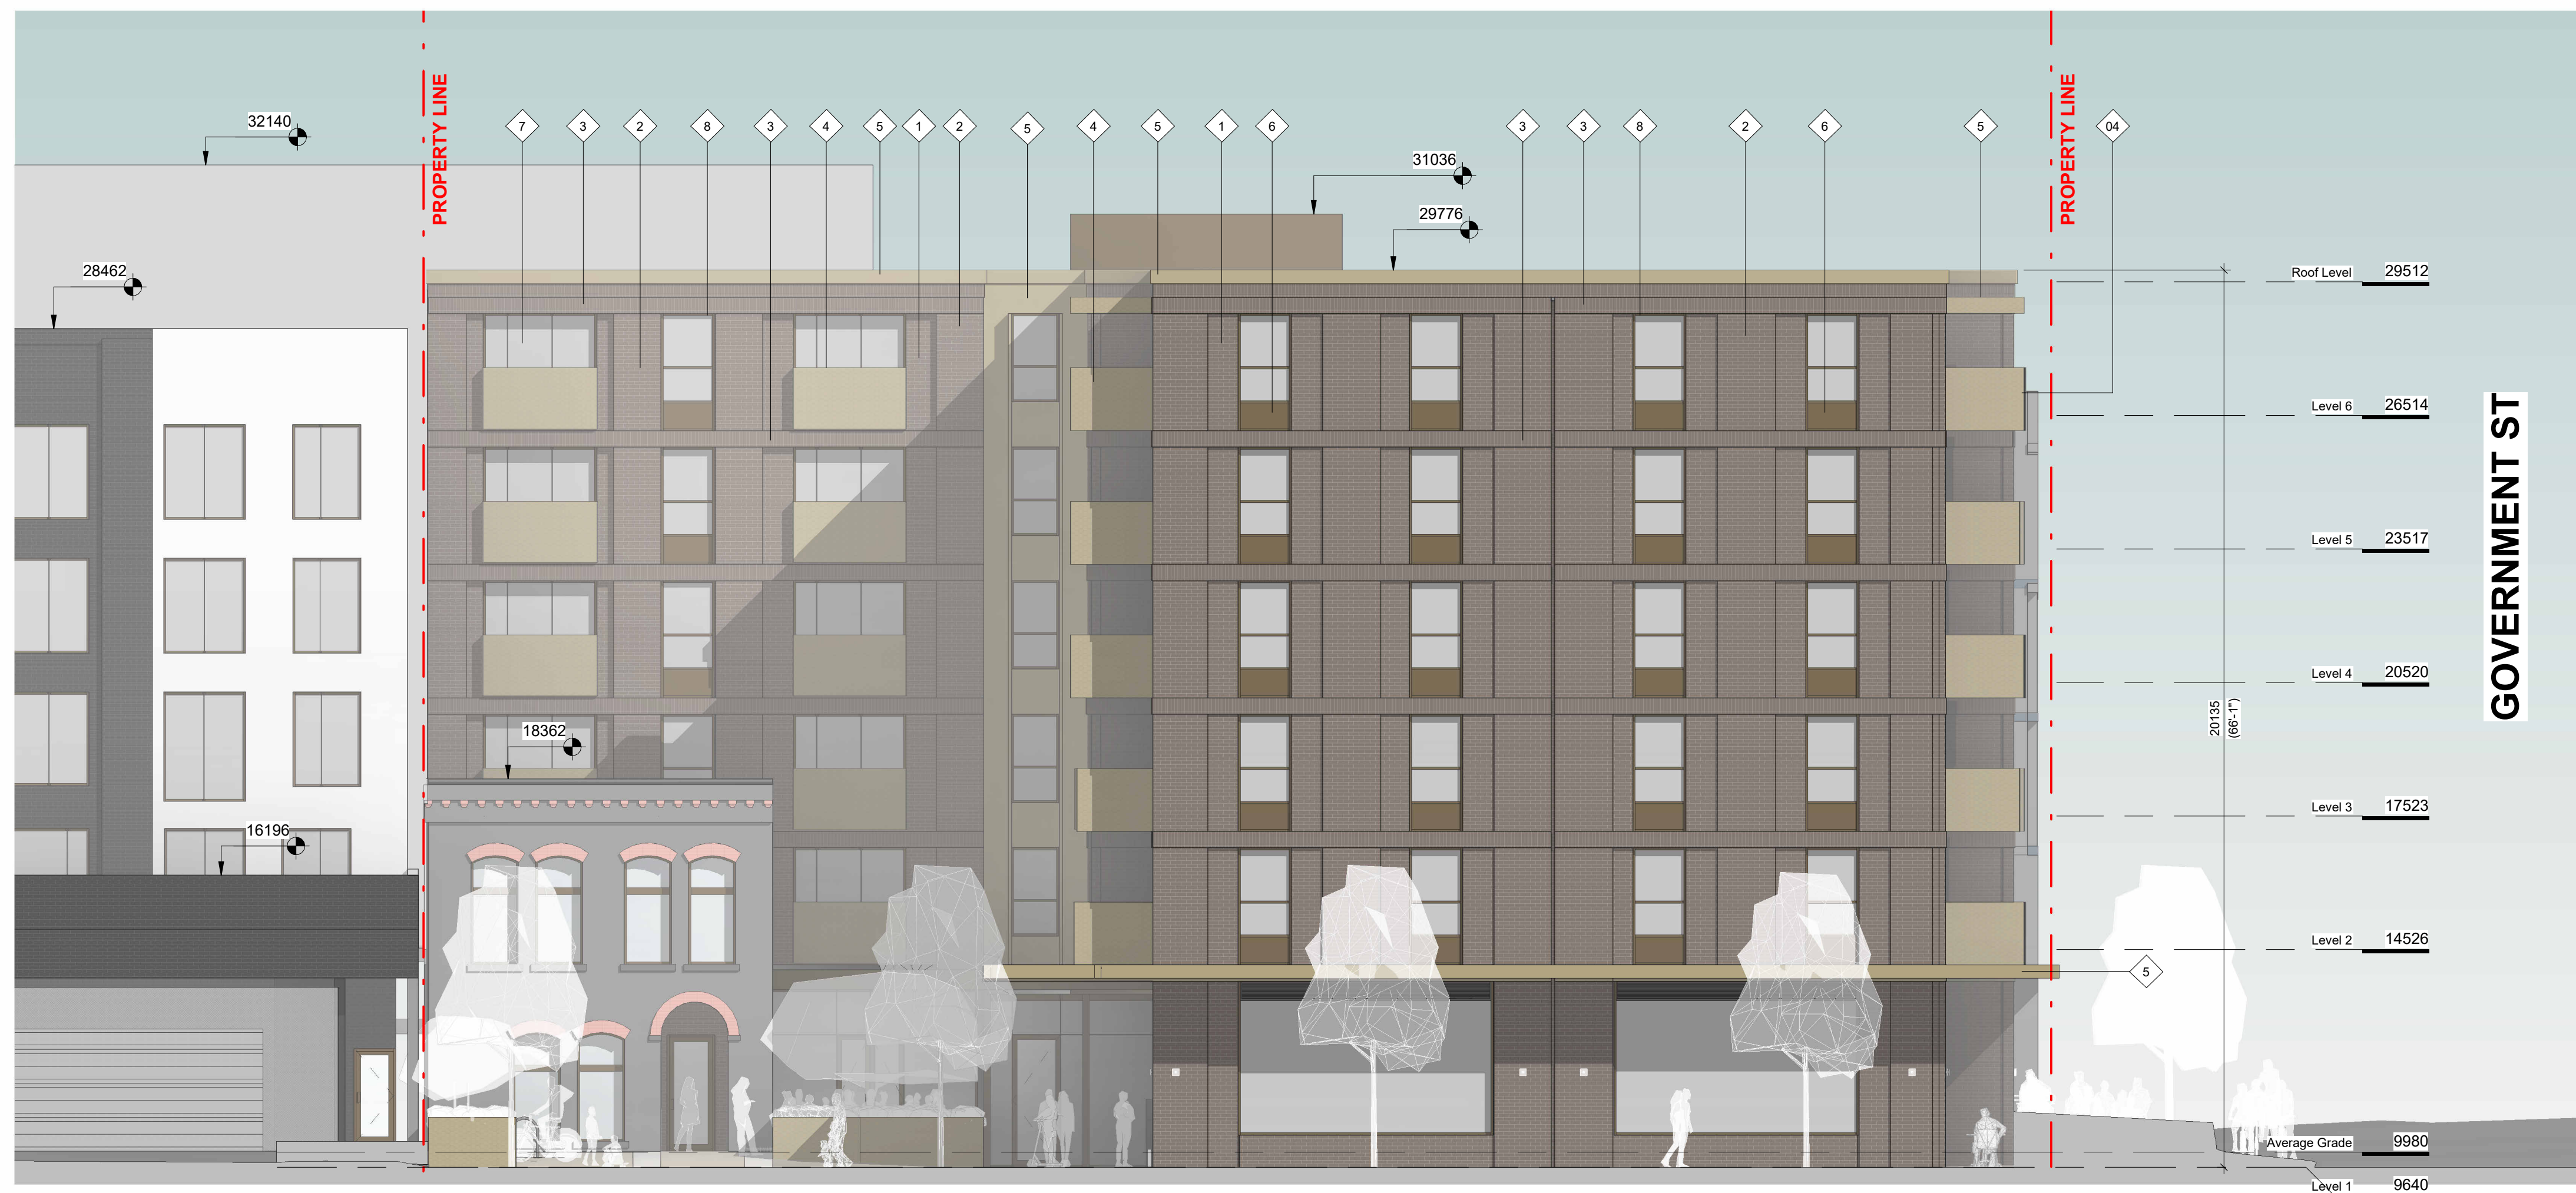 PROPERTY LINE
PROPERTY LINE
32140
7
3
2
8
3
4
5
1
2
5
4
5
1
6
3
3
8
2
6
5
04
31036
29776
28462
Roof Level 29512
Level 6 26514
Level 5 23517
Level 4 20520
20135
(66'-1")
GOVERNMENT ST
18362
Level 3 17523
16196
Level 2 14526
5
Average Grade 9980
Level 1 9640